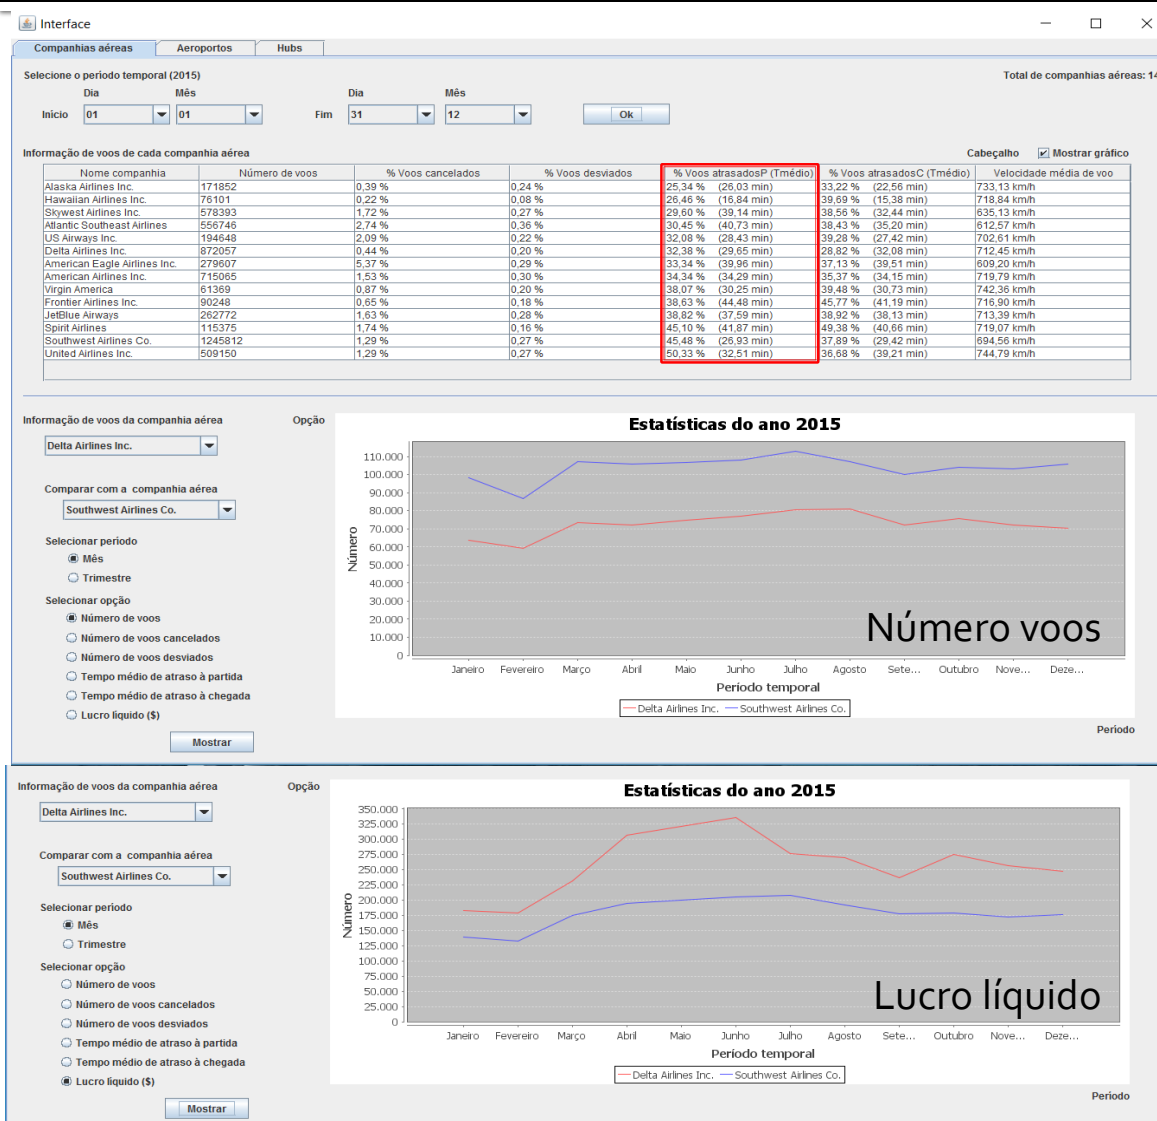 Interface
Companhias aéreas Aeroportos Hubs
Selecione o período temporal (2015) Total de companhias aéreas: 14
Dia Mês Dia Mês
Início 01 01 Fim 31 12 Ok
Informação de voos de cada companhia aérea Cabeçalho Mostrar gráfico
Nome companhia Número de voos % Voos cancelados % Voos desviados % Voos atrasadosP (Tmédio) % Voos atrasadosC (Tmédio) Velocidade média de voo
Alaska Airlines Inc. 171852 0,39 % 0,24 % 25,34 % (26,03 min) 33,22 % (22,56 min) 733,13 km/h
Hawaiian Airlines Inc. 76101 0,22 % 0,08 % 26,46 % (16,84 min) 39,69 % (15,38 min) 718,84 km/h
Skywest Airlines Inc. 578393 1,72 % 0,27 % 29,60 % (39,14 min) 38,56 % (32,44 min) 635,13 km/h
Atlantic Southeast Airlines 556746 2,74 % 0,36 % 30,45 % (40,73 min) 38,43 % (35,20 min) 612,57 km/h
US Airways Inc. 194648 2,09 % 0,22 % 32,08 % (28,43 min) 39,28 % (27,42 min) 702,61 km/h
Delta Airlines Inc. 872057 0,44 % 0,20 % 32,38 % (29,65 min) 28,82 % (32,08 min) 712,45 km/h
American Eagle Airlines Inc. 279607 5,37 % 0,29 % 33,34 % (39,96 min) 37,13 % (39,51 min) 609,20 km/h
American Airlines Inc. 715065 1,53 % 0,30 % 34,34 % (34,29 min) 35,37 % (34,15 min) 719,79 km/h
Virgin America 61369 0,87 % 0,20 % 38,07 % (30,25 min) 39,48 % (30,73 min) 742,36 km/h
Frontier Airlines Inc. 90248 0,65 % 0,18 % 38,63 % (44,48 min) 45,77 % (41,19 min) 716,90 km/h
JetBlue Airways 262772 1,63 % 0,28 % 38,82 % (37,59 min) 38,92 % (38,13 min) 713,39 km/h
Spirit Airlines 115375 1,74 % 0,16 % 45,10 % (41,87 min) 49,38 % (40,66 min) 719,07 km/h
Southwest Airlines Co. 1245812 1,29 % 0,27 % 45,48 % (26,93 min) 37,89 % (29,42 min) 694,56 km/h
United Airlines Inc. 509150 1,29 % 0,27 % 50,33 % (32,51 min) 36,68 % (39,21 min) 744,79 km/h
Informação de voos da companhia aérea Opção
Delta Airlines Inc.
Comparar com a companhia aérea
Southwest Airlines Co.
Selecionar período
Mês
Trimestre
Selecionar opção
Número de voos
Número de voos cancelados
Número de voos desviados
Tempo médio de atraso à partida
Tempo médio de atraso à chegada
Lucro líquido ($)
Mostrar
Estatísticas do ano 2015
Número
110.000
100.000
90.000
80.000
70.000
60.000
50.000
40.000
30.000
20.000
10.000
0
Número voos
Janeiro Fevereiro Março Abril Maio Junho Julho Agosto Sete... Outubro Nove... Deze...
Período temporal
Delta Airlines Inc. Southwest Airlines Co.
Período
Informação de voos da companhia aérea Opção
Delta Airlines Inc.
Comparar com a companhia aérea
Southwest Airlines Co.
Selecionar período
Mês
Trimestre
Selecionar opção
Número de voos
Número de voos cancelados
Número de voos desviados
Tempo médio de atraso à partida
Tempo médio de atraso à chegada
Lucro líquido ($)
Mostrar
Estatísticas do ano 2015
Número
350.000
325.000
300.000
275.000
250.000
225.000
200.000
175.000
150.000
125.000
100.000
75.000
50.000
25.000
0
Lucro líquido
Janeiro Fevereiro Março Abril Maio Junho Julho Agosto Sete... Outubro Nove... Deze...
Período temporal
Delta Airlines Inc. Southwest Airlines Co.
Período